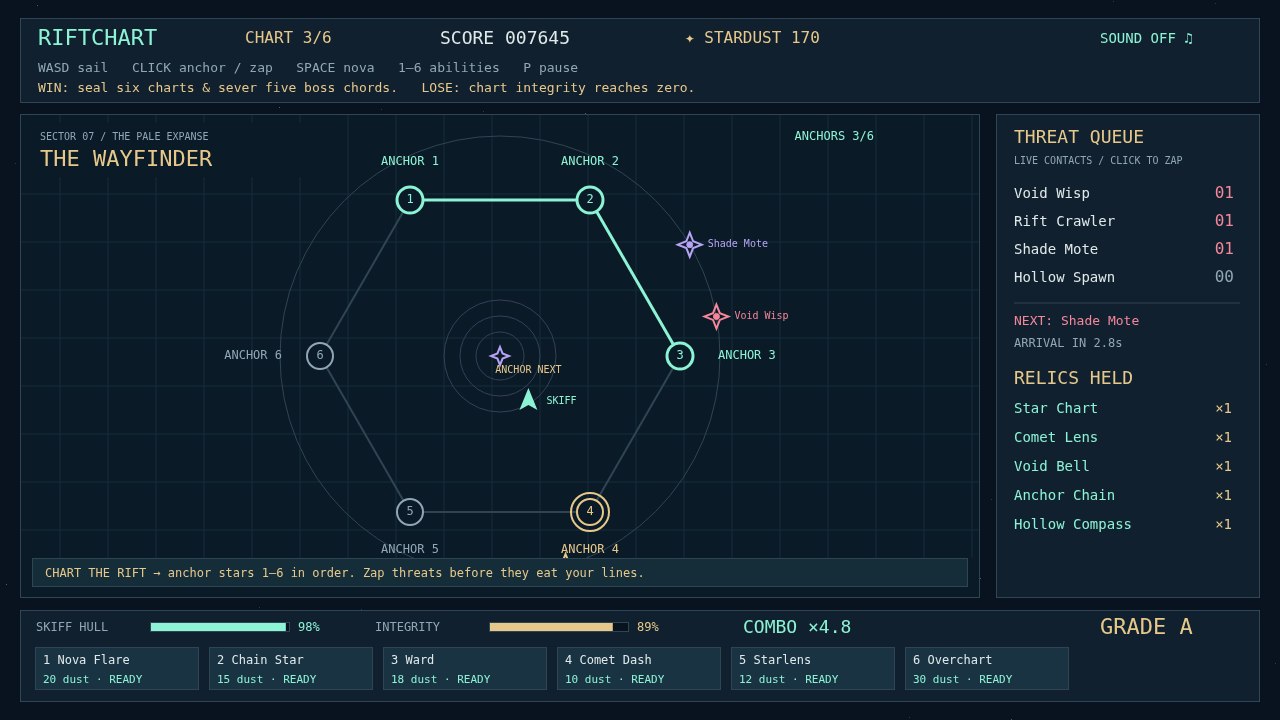 RIFTCHART CHART 3/6 SCORE 007645 ✦ STARDUST 170 SOUND OFF ♫
WASD sail CLICK anchor / zap SPACE nova 1–6 abilities P pause
WIN: seal six charts & sever five boss chords. LOSE: chart integrity reaches zero.
SECTOR 07 / THE PALE EXPANSE
THE WAYFINDER
ANCHORS 3/6
ANCHOR 1
ANCHOR 2
1
2
Shade Mote
Void Wisp
ANCHOR 6
6
3
ANCHOR 3
ANCHOR NEXT
SKIFF
5
4
ANCHOR 5
ANCHOR 4
CHART THE RIFT → anchor stars 1–6 in order. Zap threats before they eat your lines.
THREAT QUEUE
LIVE CONTACTS / CLICK TO ZAP
Void Wisp 01
Rift Crawler 01
Shade Mote 01
Hollow Spawn 00
NEXT: Shade Mote
ARRIVAL IN 2.8s
RELICS HELD
Star Chart ×1
Comet Lens ×1
Void Bell ×1
Anchor Chain ×1
Hollow Compass ×1
SKIFF HULL 98% INTEGRITY 89% COMBO ×4.8 GRADE A
1 Nova Flare
20 dust · READY
2 Chain Star
15 dust · READY
3 Ward
18 dust · READY
4 Comet Dash
10 dust · READY
5 Starlens
12 dust · READY
6 Overchart
30 dust · READY